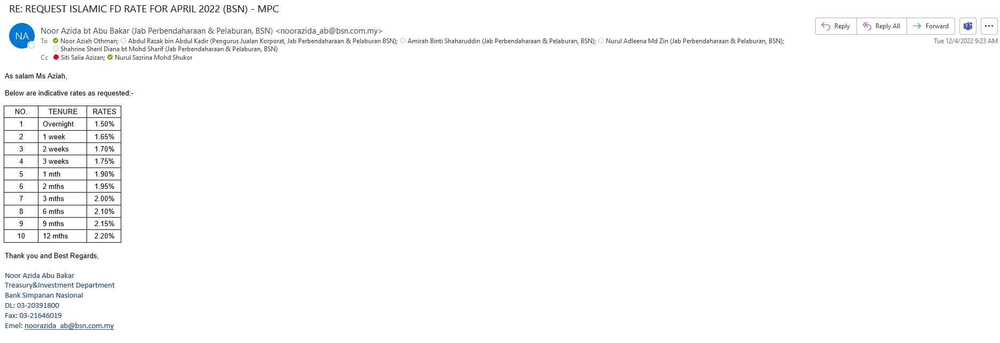 RE: REQUEST ISLAMIC FD RATE FOR APRIL 2022 (BSN) - MPC
NA
Noor Azida bt Abu Bakar (Jab Perbendaharaan & Pelaburan, BSN) <noorazida_ab@bsn.com.my>
Reply
Reply All
Forward
To Noor Aziah Othman; Abdul Razak bin Abdul Kadir (Pengurus Jualan Korporat, Jab Perbendaharaan & Pelaburan BSN); Amirah Binti Shaharuddin (Jab Perbendaharaan & Pelaburan, BSN); Nurul Adleena Md Zin (Jab Perbendaharaan & Pelaburan, BSN);
Tue 12/4/2022 9:23 AM
Shahrine Sheril Diana bt Mohd Sharif (Jab Perbendaharaan & Pelaburan, BSN)
Cc Siti Salia Azizan; Nurul Sazrina Mohd Shukor
As salam Ms Aziah,
Below are indicative rates as requested:-
NO. TENURE RATES
1 Overnight 1.50%
2 1 week 1.65%
3 2 weeks 1.70%
4 3 weeks 1.75%
5 1 mth 1.90%
6 2 mths 1.95%
7 3 mths 2.00%
8 6 mths 2.10%
9 9 mths 2.15%
10 12 mths 2.20%
Thank you and Best Regards,
Noor Azida Abu Bakar
Treasury&Investment Department
Bank Simpanan Nasional
DL: 03-20391800
Fax: 03-21646019
Emel: noorazida_ab@bsn.com.my